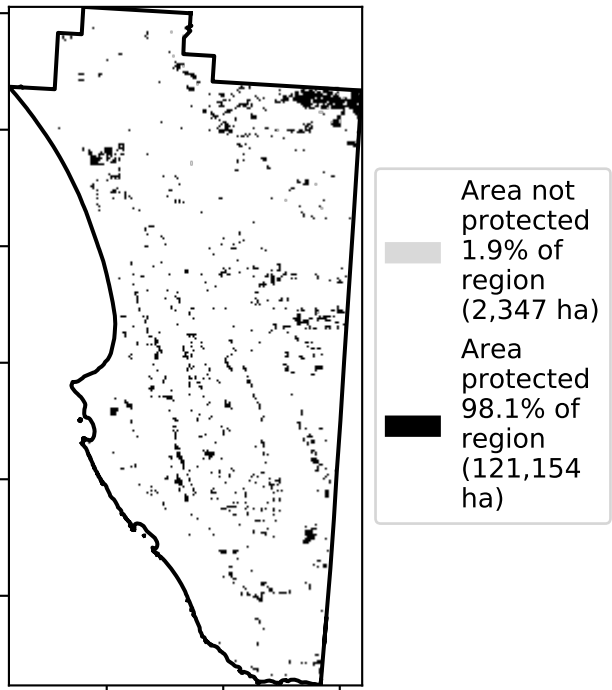 Area not
protected
1.9% of
region
(2,347 ha)
Area
protected
98.1% of
region
(121,154
ha)